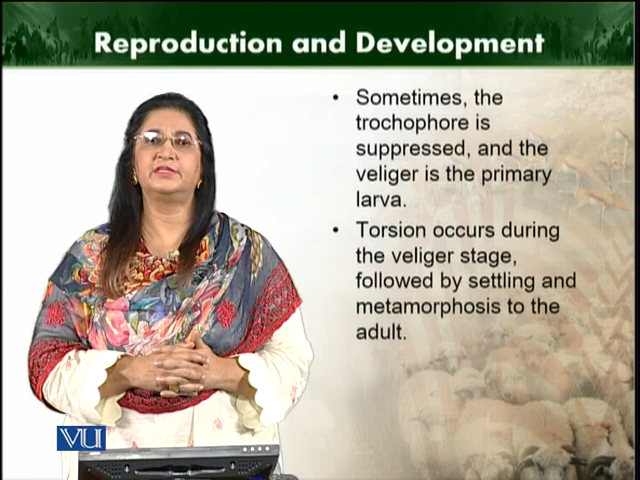 Reproduction and Development
• Sometimes, the
trochophore is
suppressed, and the
veliger is the primary
larva.
• Torsion occurs during
the veliger stage,
followed by settling and
metamorphosis to the
adult.
VU